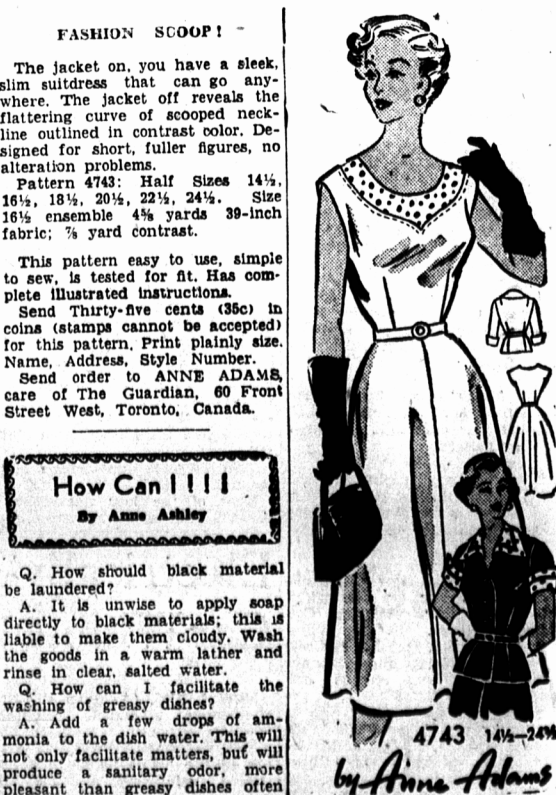 FASHION SCOOP!
The jacket on, you have a sleek,
slim suitdress that can go any-
where. The jacket off reveals the
flattering curve of scooped neck-
line outlined in contrast color. De-
signed for short, fuller figures, no
alteration problems.
Pattern 4743: Half Sizes 14½,
16½, 18½, 20½, 22½, 24½. Size
16½ ensemble 4⅝ yards 39-inch
fabric; ⅞ yard contrast.
This pattern easy to use, simple
to sew, is tested for fit. Has com-
plete illustrated instructions.
Send Thirty-five cents (35c) in
coins (stamps cannot be accepted)
for this pattern. Print plainly size.
Name, Address, Style Number.
Send order to ANNE ADAMS,
care of The Guardian, 60 Front
Street West, Toronto, Canada.
How Can I ! ! !
By Anne Ashley
Q. How should black material
be laundered?
A. It is unwise to apply soap
directly to black materials; this is
liable to make them cloudy. Wash
the goods in a warm lather and
rinse in clear, salted water.
Q. How can I facilitate the
washing of greasy dishes?
A. Add a few drops of am-
monia to the dish water. This will
not only facilitate matters, but will
produce a sanitary odor, more
pleasant than greasy dishes often
4743 14½-24½
by Anne Adams